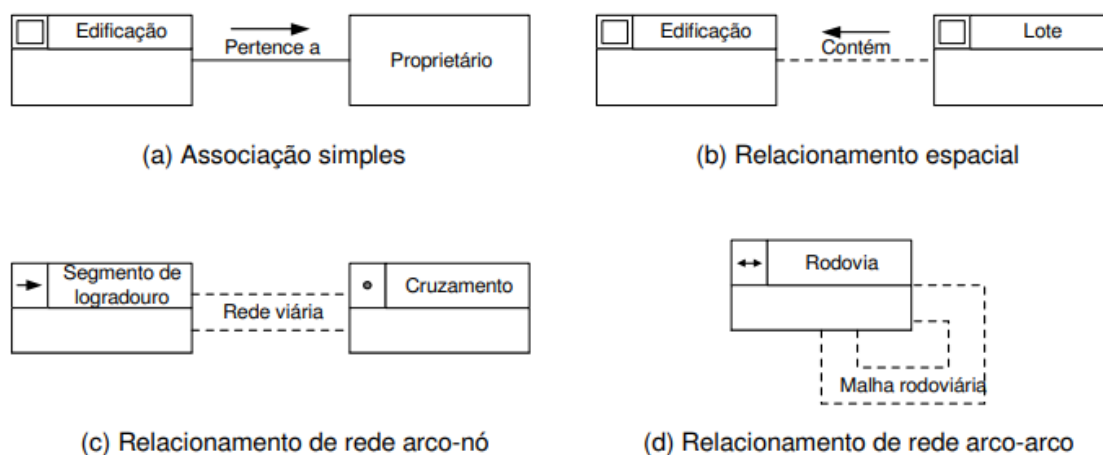 Edificação
Pertence a
Proprietário
(a) Associação simples
Edificação
Contém
Lote
(b) Relacionamento espacial
Segmento de
logradouro
Rede viária
Cruzamento
(c) Relacionamento de rede arco-nó
Rodovia
Malha rodoviária
(d) Relacionamento de rede arco-arco